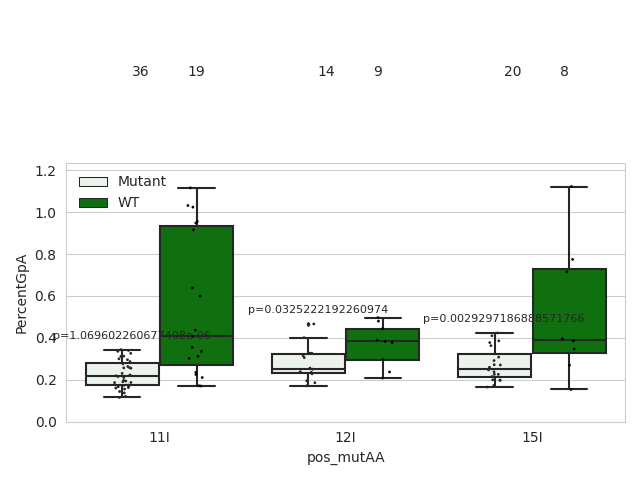 36 19 14 9 20 8
1.2
Mutant
WT
1.0
0.8
0.6
0.4
0.2
0.0
PercentGpA
p=0.0325222192260974
p=0.0029297186888571766
11I 12I 15I
pos_mutAA